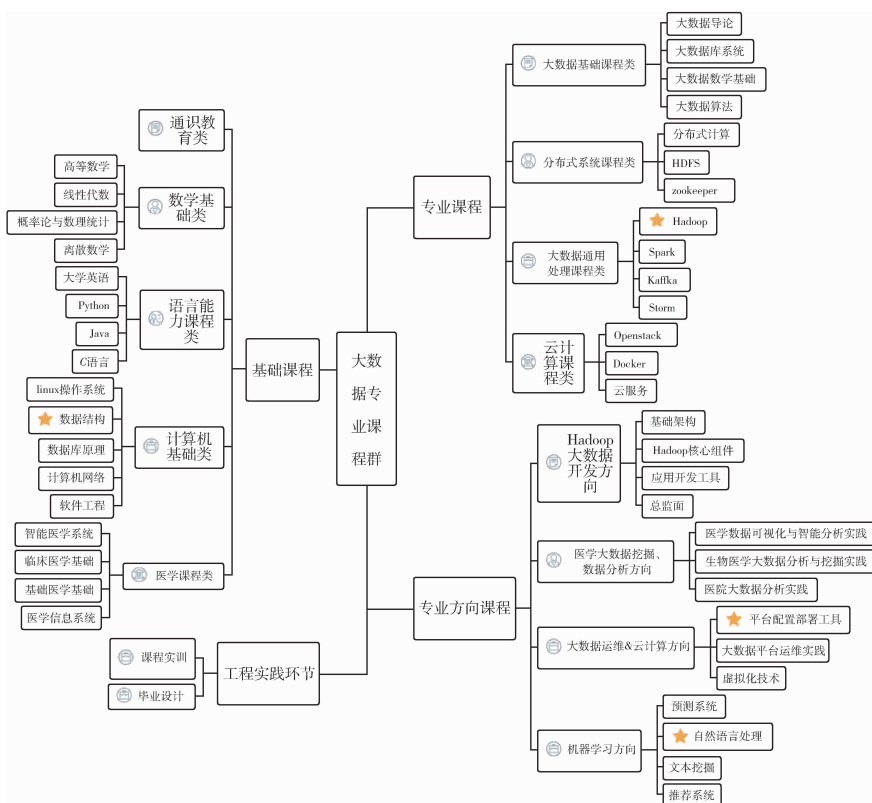 大数
据专
业课
程群
基础课程
通识教
育类
数学基
础类
高等数学
线性代数
概率论与数理统计
离散数学
语言能
力课程
类
大学英语
Python
Java
C语言
计算机
基础类
linux操作系统
数据结构
数据库原理
计算机网络
软件工程
医学课程类
智能医学系统
临床医学基础
基础医学基础
医学信息系统
工程实践环节
课程实训
毕业设计
专业课程
大数据基础课程类
大数据导论
大数据库系统
大数据数学基础
大数据算法
分布式系统课程类
分布式计算
HDFS
zookeeper
大数据通用
处理课程类
Hadoop
Spark
Kaffka
Storm
云计
算课
程类
Openstack
Docker
云服务
专业方向课程
Hadoop
大数据
开发方
向
基础架构
Hadoop核心组件
应用开发工具
总监面
医学大数据挖掘、
数据分析方向
医学数据可视化与智能分析实践
生物医学大数据分析与挖掘实践
医院大数据分析实践
大数据运维&云计算方向
平台配置部署工具
大数据平台运维实践
虚拟化技术
机器学习方向
预测系统
自然语言处理
文本挖掘
推荐系统